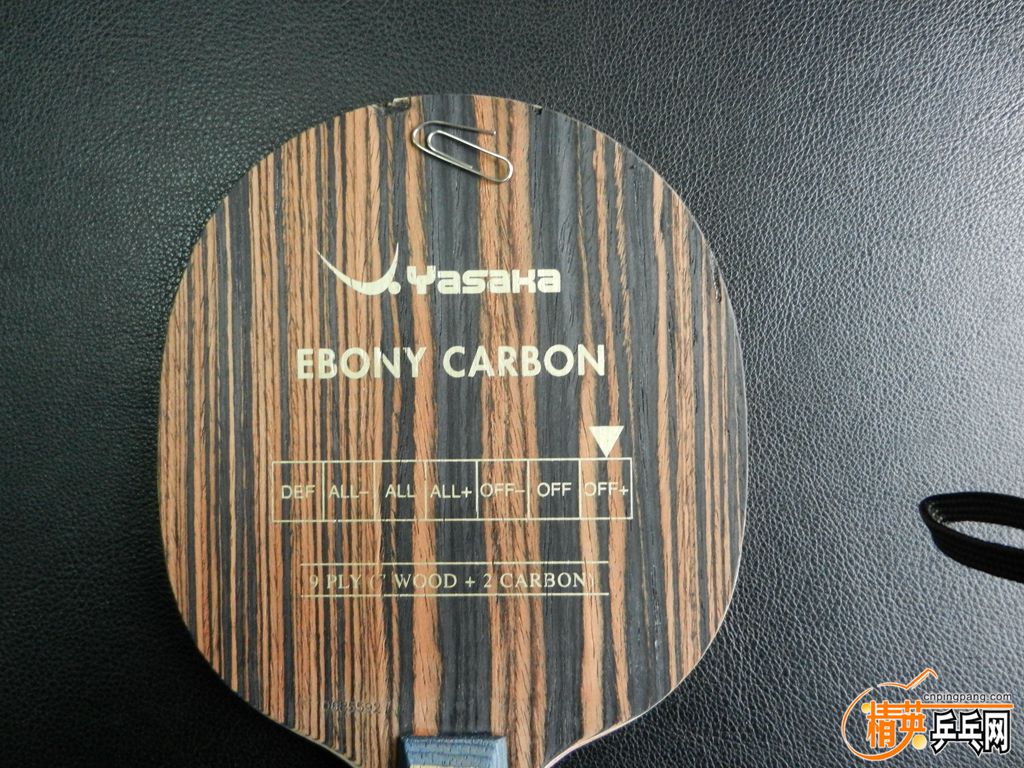 Yasaka
EBONY CARBON
DEF ALL- ALL ALL+ OFF- OFF OFF+
9 PLY (7 WOOD + 2 CARBON)
cnpingpang.com
精英乒乓网